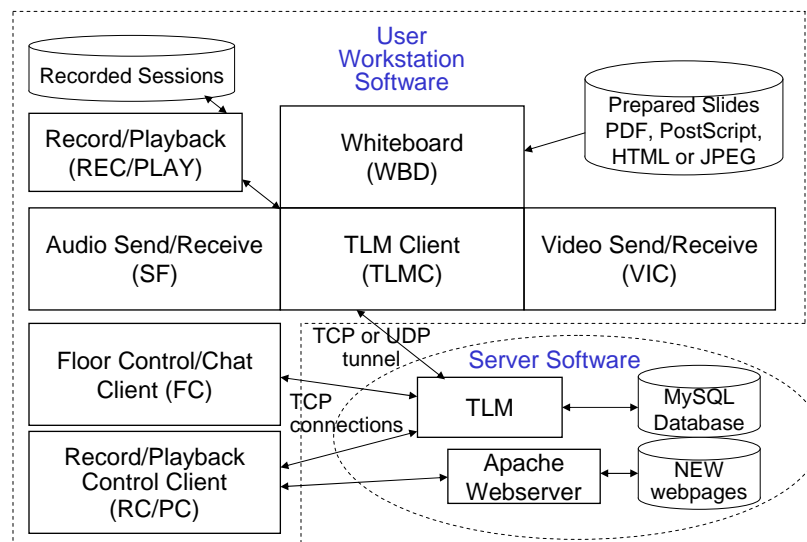 User
Workstation
Software
Recorded Sessions
Prepared Slides
PDF, PostScript,
HTML or JPEG
Record/Playback
(REC/PLAY)
Whiteboard
(WBD)
Audio Send/Receive
(SF)
TLM Client
(TLMC)
Video Send/Receive
(VIC)
TCP or UDP
tunnel
Floor Control/Chat
Client (FC)
Server Software
TCP
connections
TLM
MySQL
Database
Record/Playback
Control Client
(RC/PC)
Apache
Webserver
NEW
webpages